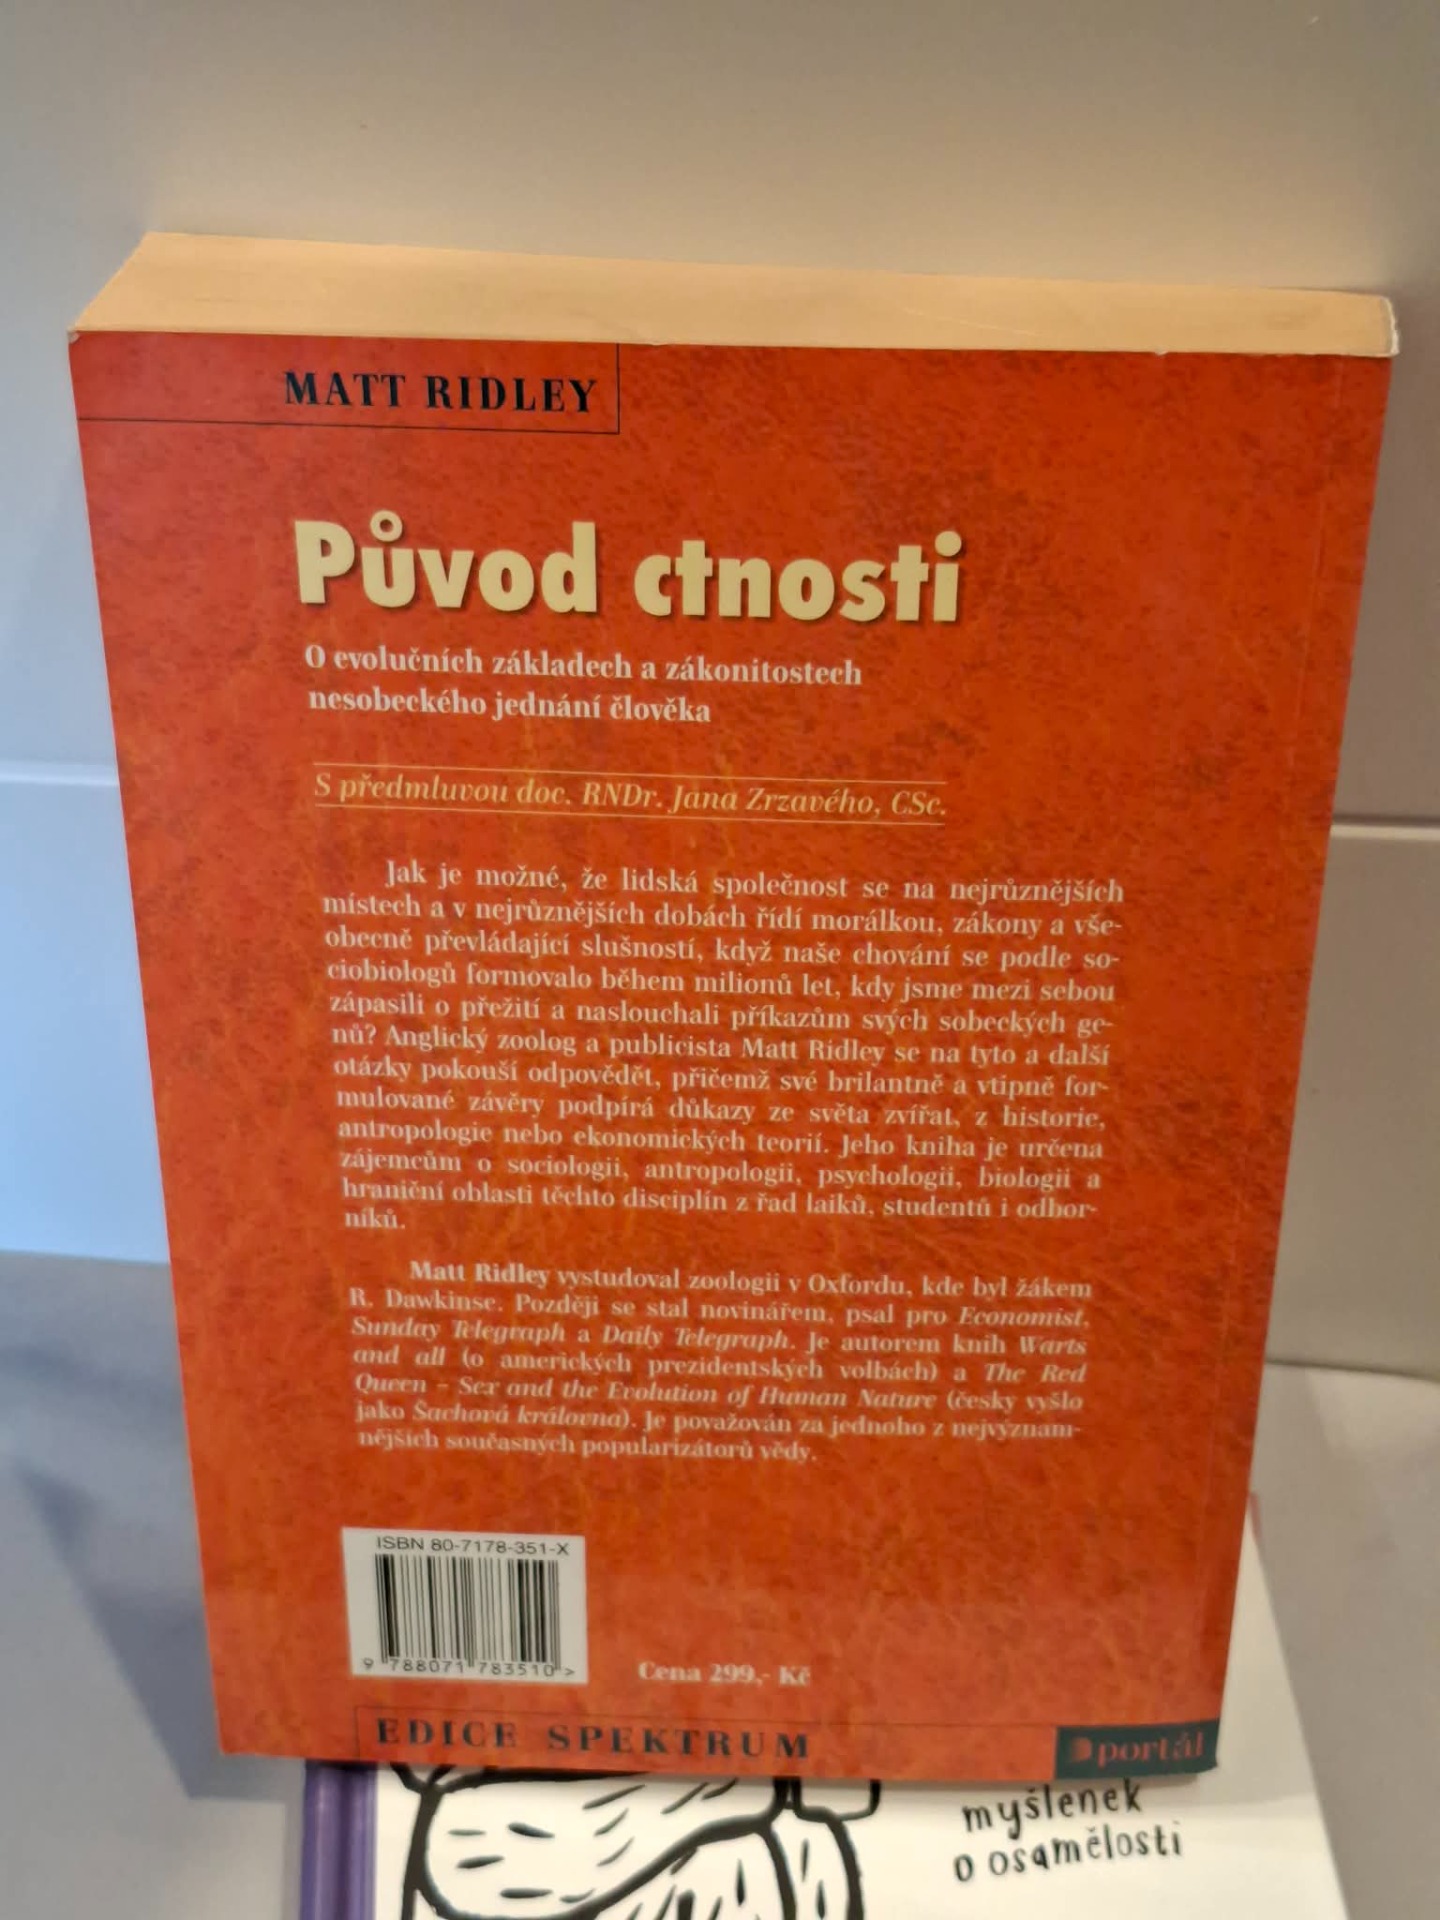 MATT RIDLEY
Původ ctnosti
O evolučních základech a zákonitostech
nesobeckého jednání člověka
S předmluvou doc. RNDr. Jana Zrzavého, CSc.
Jak je možné, že lidská společnost se na nejrůznějších
místech a v nejrůznějších dobách řídí morálkou, zákony a vše-
obecně převládající slušností, když naše chování se podle so-
ciobiologů formovalo během milionů let, kdy jsme mezi sebou
zápasili o přežití a naslouchali příkazům svých sobeckých ge-
nů? Anglický zoolog a publicista Matt Ridley se na tyto a další
otázky pokouší odpovědět, přičemž své brilantně a vtipně for-
mulované závěry podpírá důkazy ze světa zvířat, z historie,
antropologie nebo ekonomických teorií. Jeho kniha je určena
zájemcům o sociologii, antropologii, psychologii, biologii a
hraniční oblasti těchto disciplín z řad laiků, studentů i odbor-
níků.
Matt Ridley vystudoval zoologii v Oxfordu, kde byl žákem
R. Dawkinse. Později se stal novinářem, psal pro Economist,
Sunday Telegraph a Daily Telegraph. Je autorem knih Warts
and all (o amerických prezidentských volbách) a The Red
Queen – Sex and the Evolution of Human Nature (česky vyšlo
jako Šachová královna). Je považován za jednoho z nejvýznam-
nějších současných popularizátorů vědy.
ISBN 80-7178-351-X
9 788071 783510 >
Cena 299,- Kč
EDICE SPEKTRUM
portál
myšlenek
o osamělosti